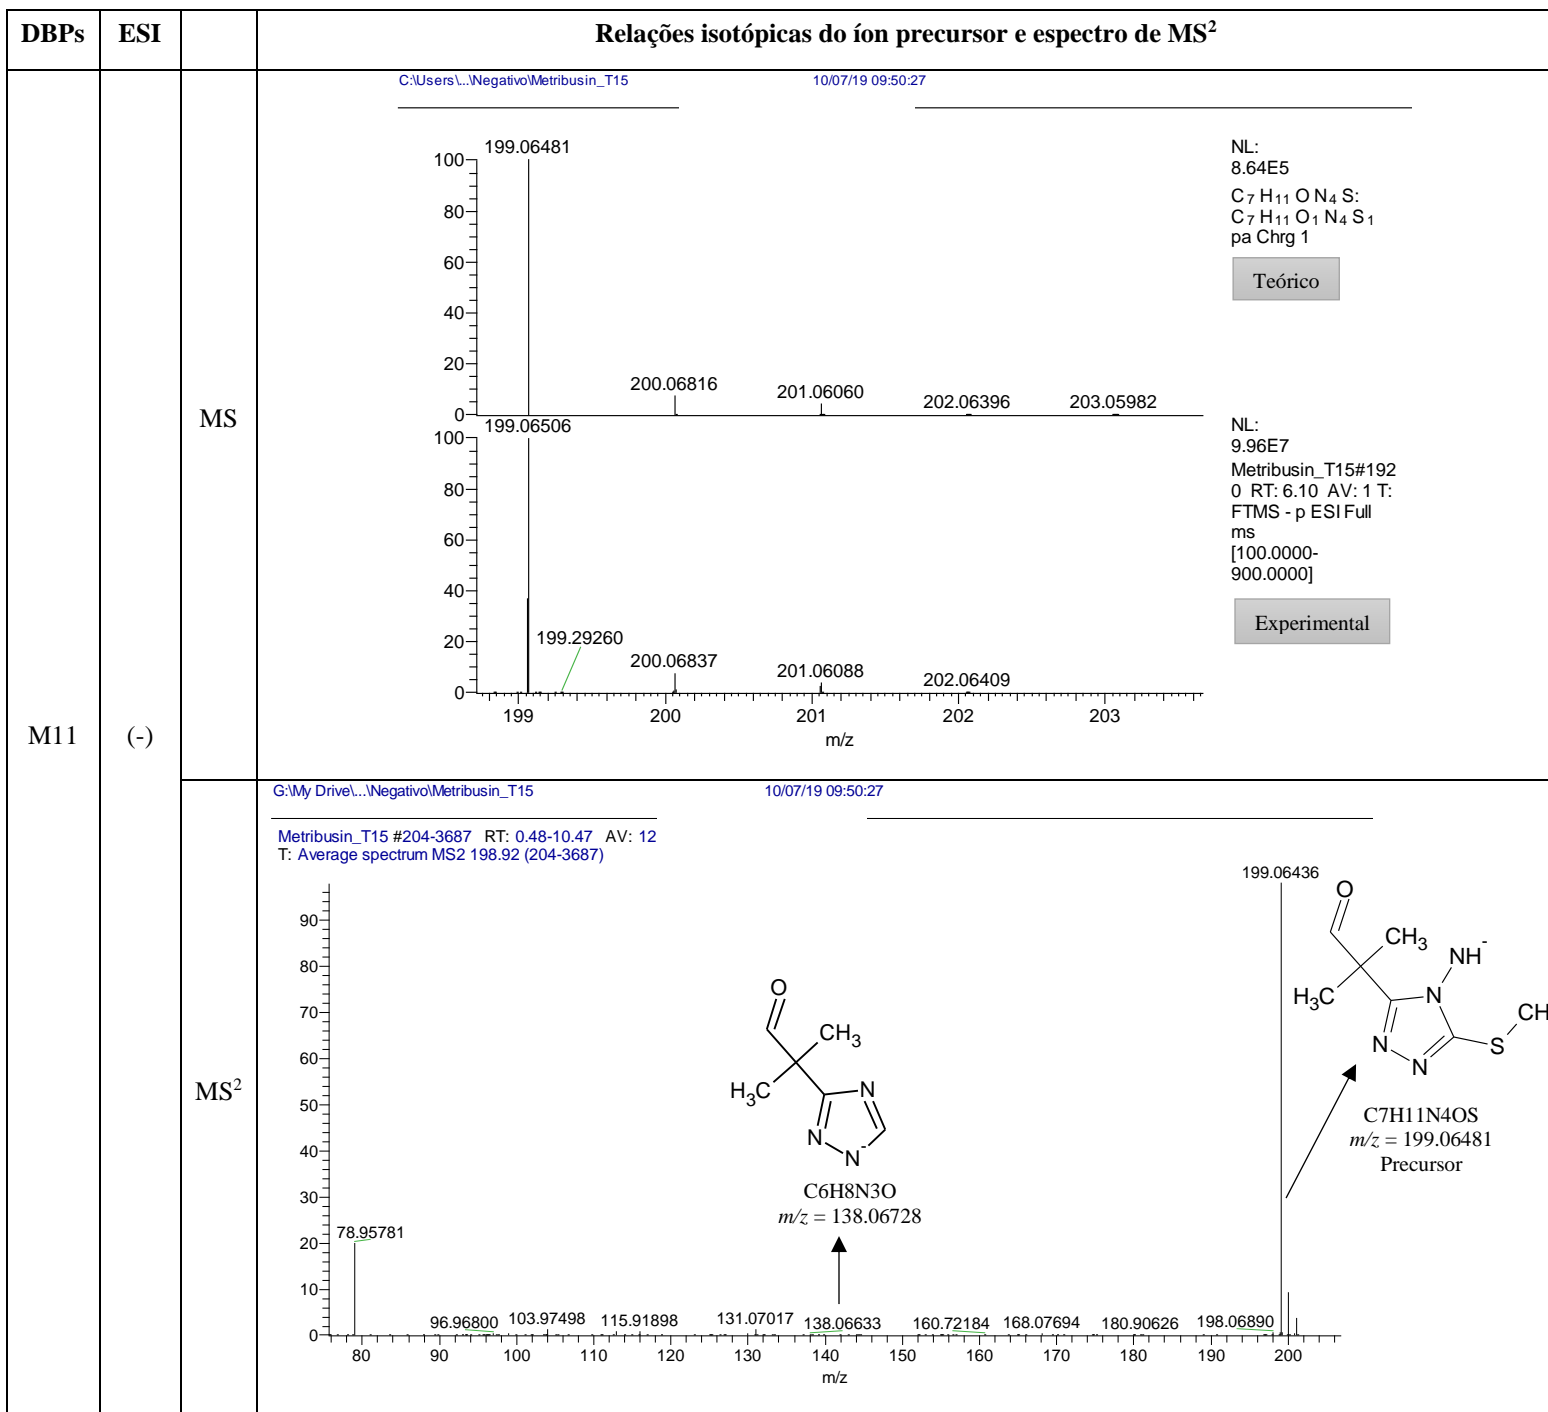 DBPs ESI Relações isotópicas do íon precursor e espectro de MS2
M11 (-)
MS
C:\Users\...\Negativo\Metribusin_T15 10/07/19 09:50:27
199.06481
100
80
60
40
20
0
200.06816 201.06060 202.06396 203.05982
NL:
8.64E5
C7 H11 O N4 S:
C7 H11 O1 N4 S1
pa Chrg 1
Teórico
199.06506
100
80
60
40
20
0
199.29260
200.06837 201.06088 202.06409
199 200 201 202 203
m/z
NL:
9.96E7
Metribusin_T15#192
0 RT: 6.10 AV: 1 T:
FTMS - p ESI Full
ms
[100.0000-
900.0000]
Experimental
MS2
G:\My Drive\...\Negativo\Metribusin_T15 10/07/19 09:50:27
Metribusin_T15 #204-3687 RT: 0.48-10.47 AV: 12
T: Average spectrum MS2 198.92 (204-3687)
90
80
70
60
50
40
30
20
10
0
78.95781 96.96800 103.97498 115.91898 131.07017 138.06633 160.72184 168.07694 180.90626 198.06890 199.06436
80 90 100 110 120 130 140 150 160 170 180 190 200
m/z
O
CH3
H3C
N
N
N-
C6H8N3O
m/z = 138.06728
O
CH3
NH-
H3C
N
N
N
S
CH
C7H11N4OS
m/z = 199.06481
Precursor